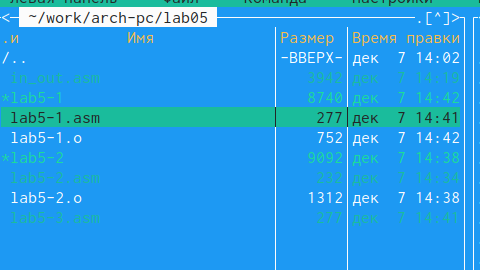 левая панель Файл Команда Настройки
<─ ~/work/arch-pc/lab05 .[^]>
.и Имя Размер Время правки
/.. -ВВЕРХ- дек 7 14:02
in_out.asm 3942 дек 7 14:19
*lab5-1 8740 дек 7 14:42
lab5-1.asm 277 дек 7 14:41
lab5-1.o 752 дек 7 14:42
*lab5-2 9092 дек 7 14:38
lab5-2.asm 232 дек 7 14:34
lab5-2.o 1312 дек 7 14:38
lab5-3.asm 277 дек 7 14:41